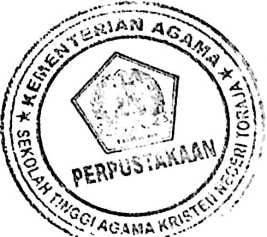 KEMENTERIAN AGAMA
PERPUSTAKAAN
SEKOLAH TINGGI AGAMA KRISTEN NEGERI TORAJA